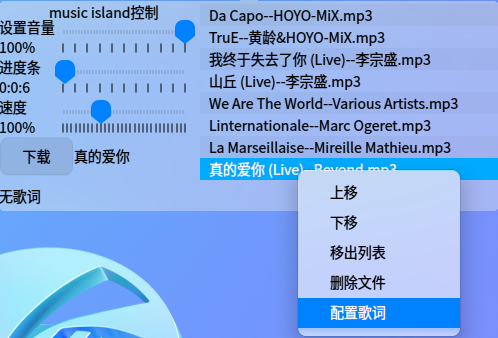 music island控制
设置音量
100%
进度条
0:0:6
速度
100%
下载 真的爱你
无歌词
Da Capo--HOYO-MiX.mp3
TruE--黄龄&HOYO-MiX.mp3
我终于失去了你 (Live)--李宗盛.mp3
山丘 (Live)--李宗盛.mp3
We Are The World--Various Artists.mp3
Linternationale--Marc Ogeret.mp3
La Marseillaise--Mireille Mathieu.mp3
真的爱你 (Live)--Beyond.mp3
上移
下移
移出列表
删除文件
配置歌词